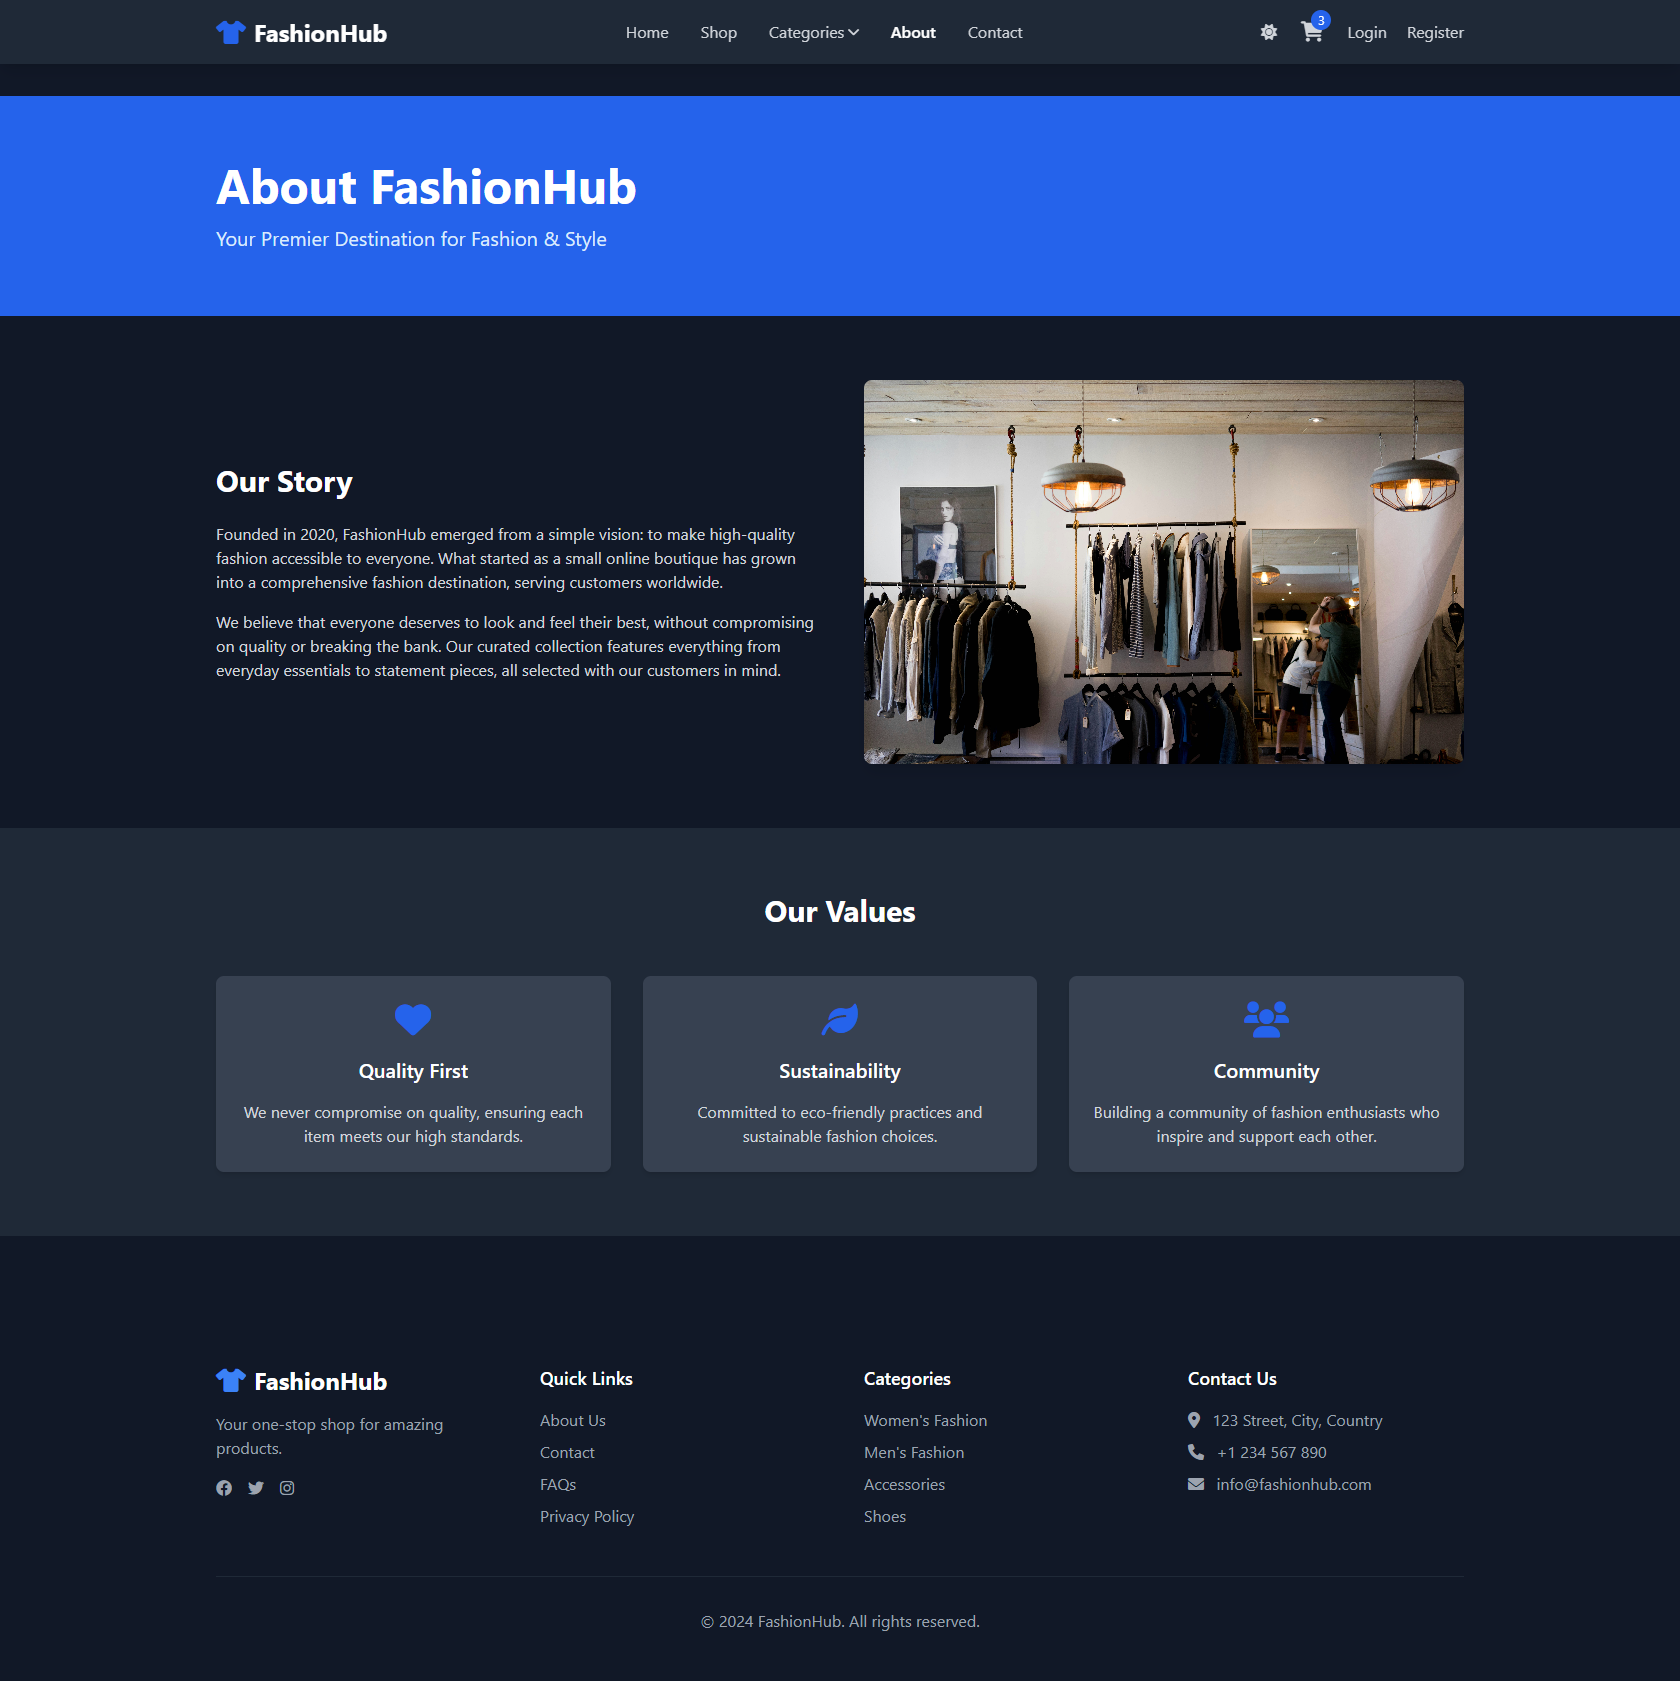 FashionHub
Home
Shop
Categories
About
Contact
3
Login
Register
About FashionHub
Your Premier Destination for Fashion & Style
Our Story
Founded in 2020, FashionHub emerged from a simple vision: to make high-quality
fashion accessible to everyone. What started as a small online boutique has grown
into a comprehensive fashion destination, serving customers worldwide.
We believe that everyone deserves to look and feel their best, without compromising
on quality or breaking the bank. Our curated collection features everything from
everyday essentials to statement pieces, all selected with our customers in mind.
Our Values
Quality First
We never compromise on quality, ensuring each
item meets our high standards.
Sustainability
Committed to eco-friendly practices and
sustainable fashion choices.
Community
Building a community of fashion enthusiasts who
inspire and support each other.
FashionHub
Your one-stop shop for amazing
products.
Quick Links
About Us
Contact
FAQs
Privacy Policy
Categories
Women's Fashion
Men's Fashion
Accessories
Shoes
Contact Us
123 Street, City, Country
+1 234 567 890
info@fashionhub.com
© 2024 FashionHub. All rights reserved.